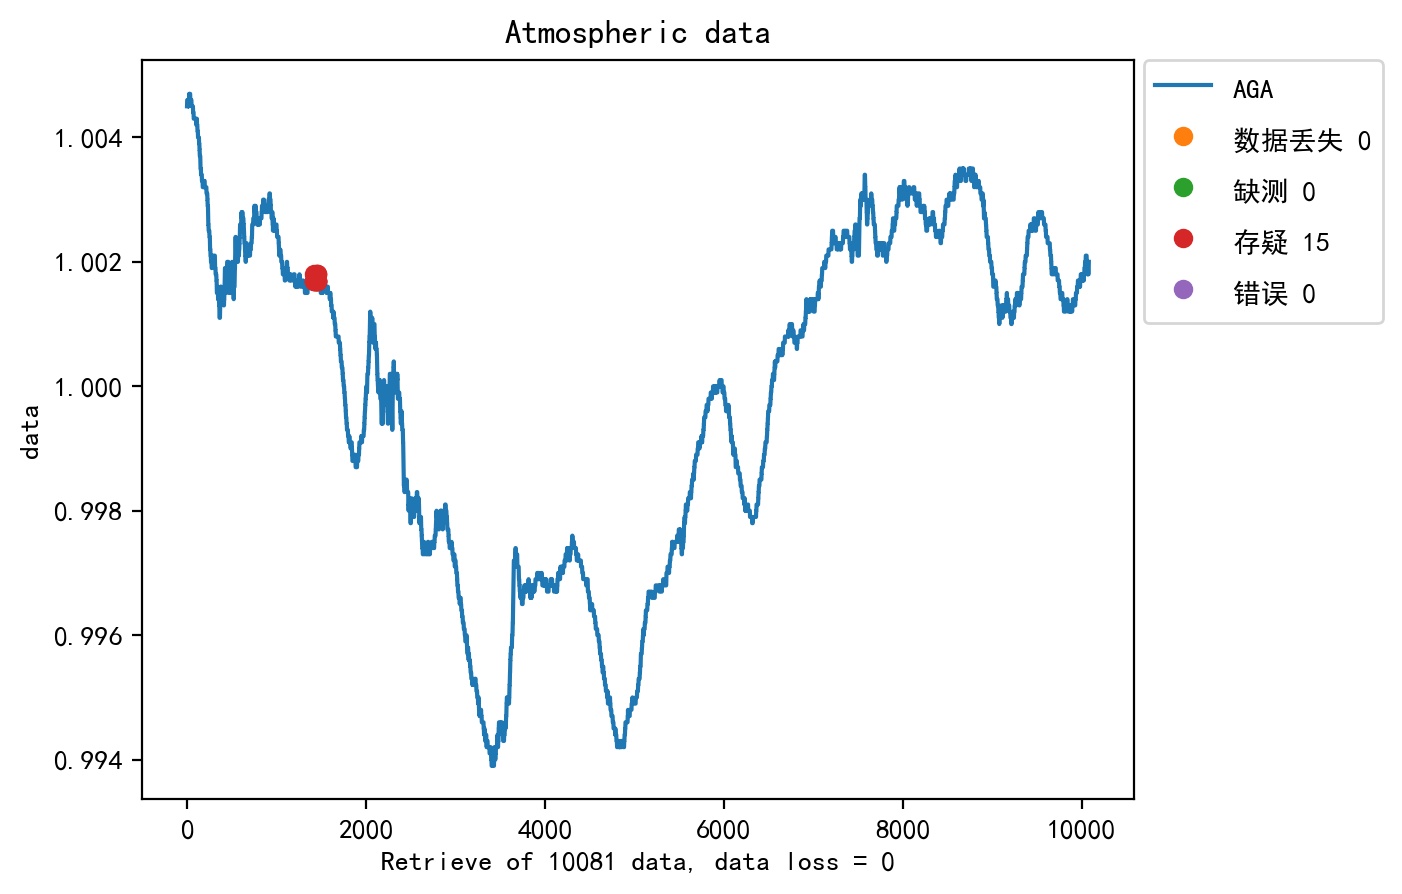 Atmospheric data
AGA
数据丢失 0
缺测 0
存疑 15
错误 0
1.004
1.002
1.000
0.998
0.996
0.994
data
0 2000 4000 6000 8000 10000
Retrieve of 10081 data, data loss = 0